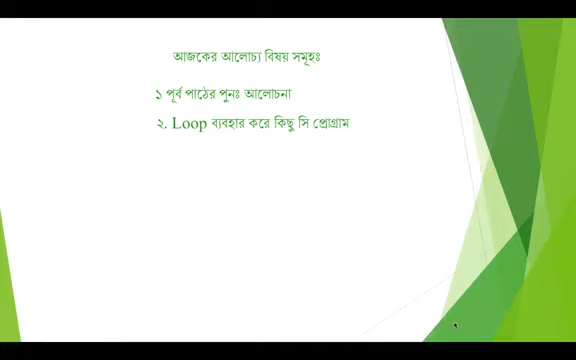 আজকের আলোচ্য বিষয় সমূহঃ
১ পূর্ব পাঠের পুনঃ আলোচনা
২. Loop ব্যবহার করে কিছু সি প্রোগ্রাম